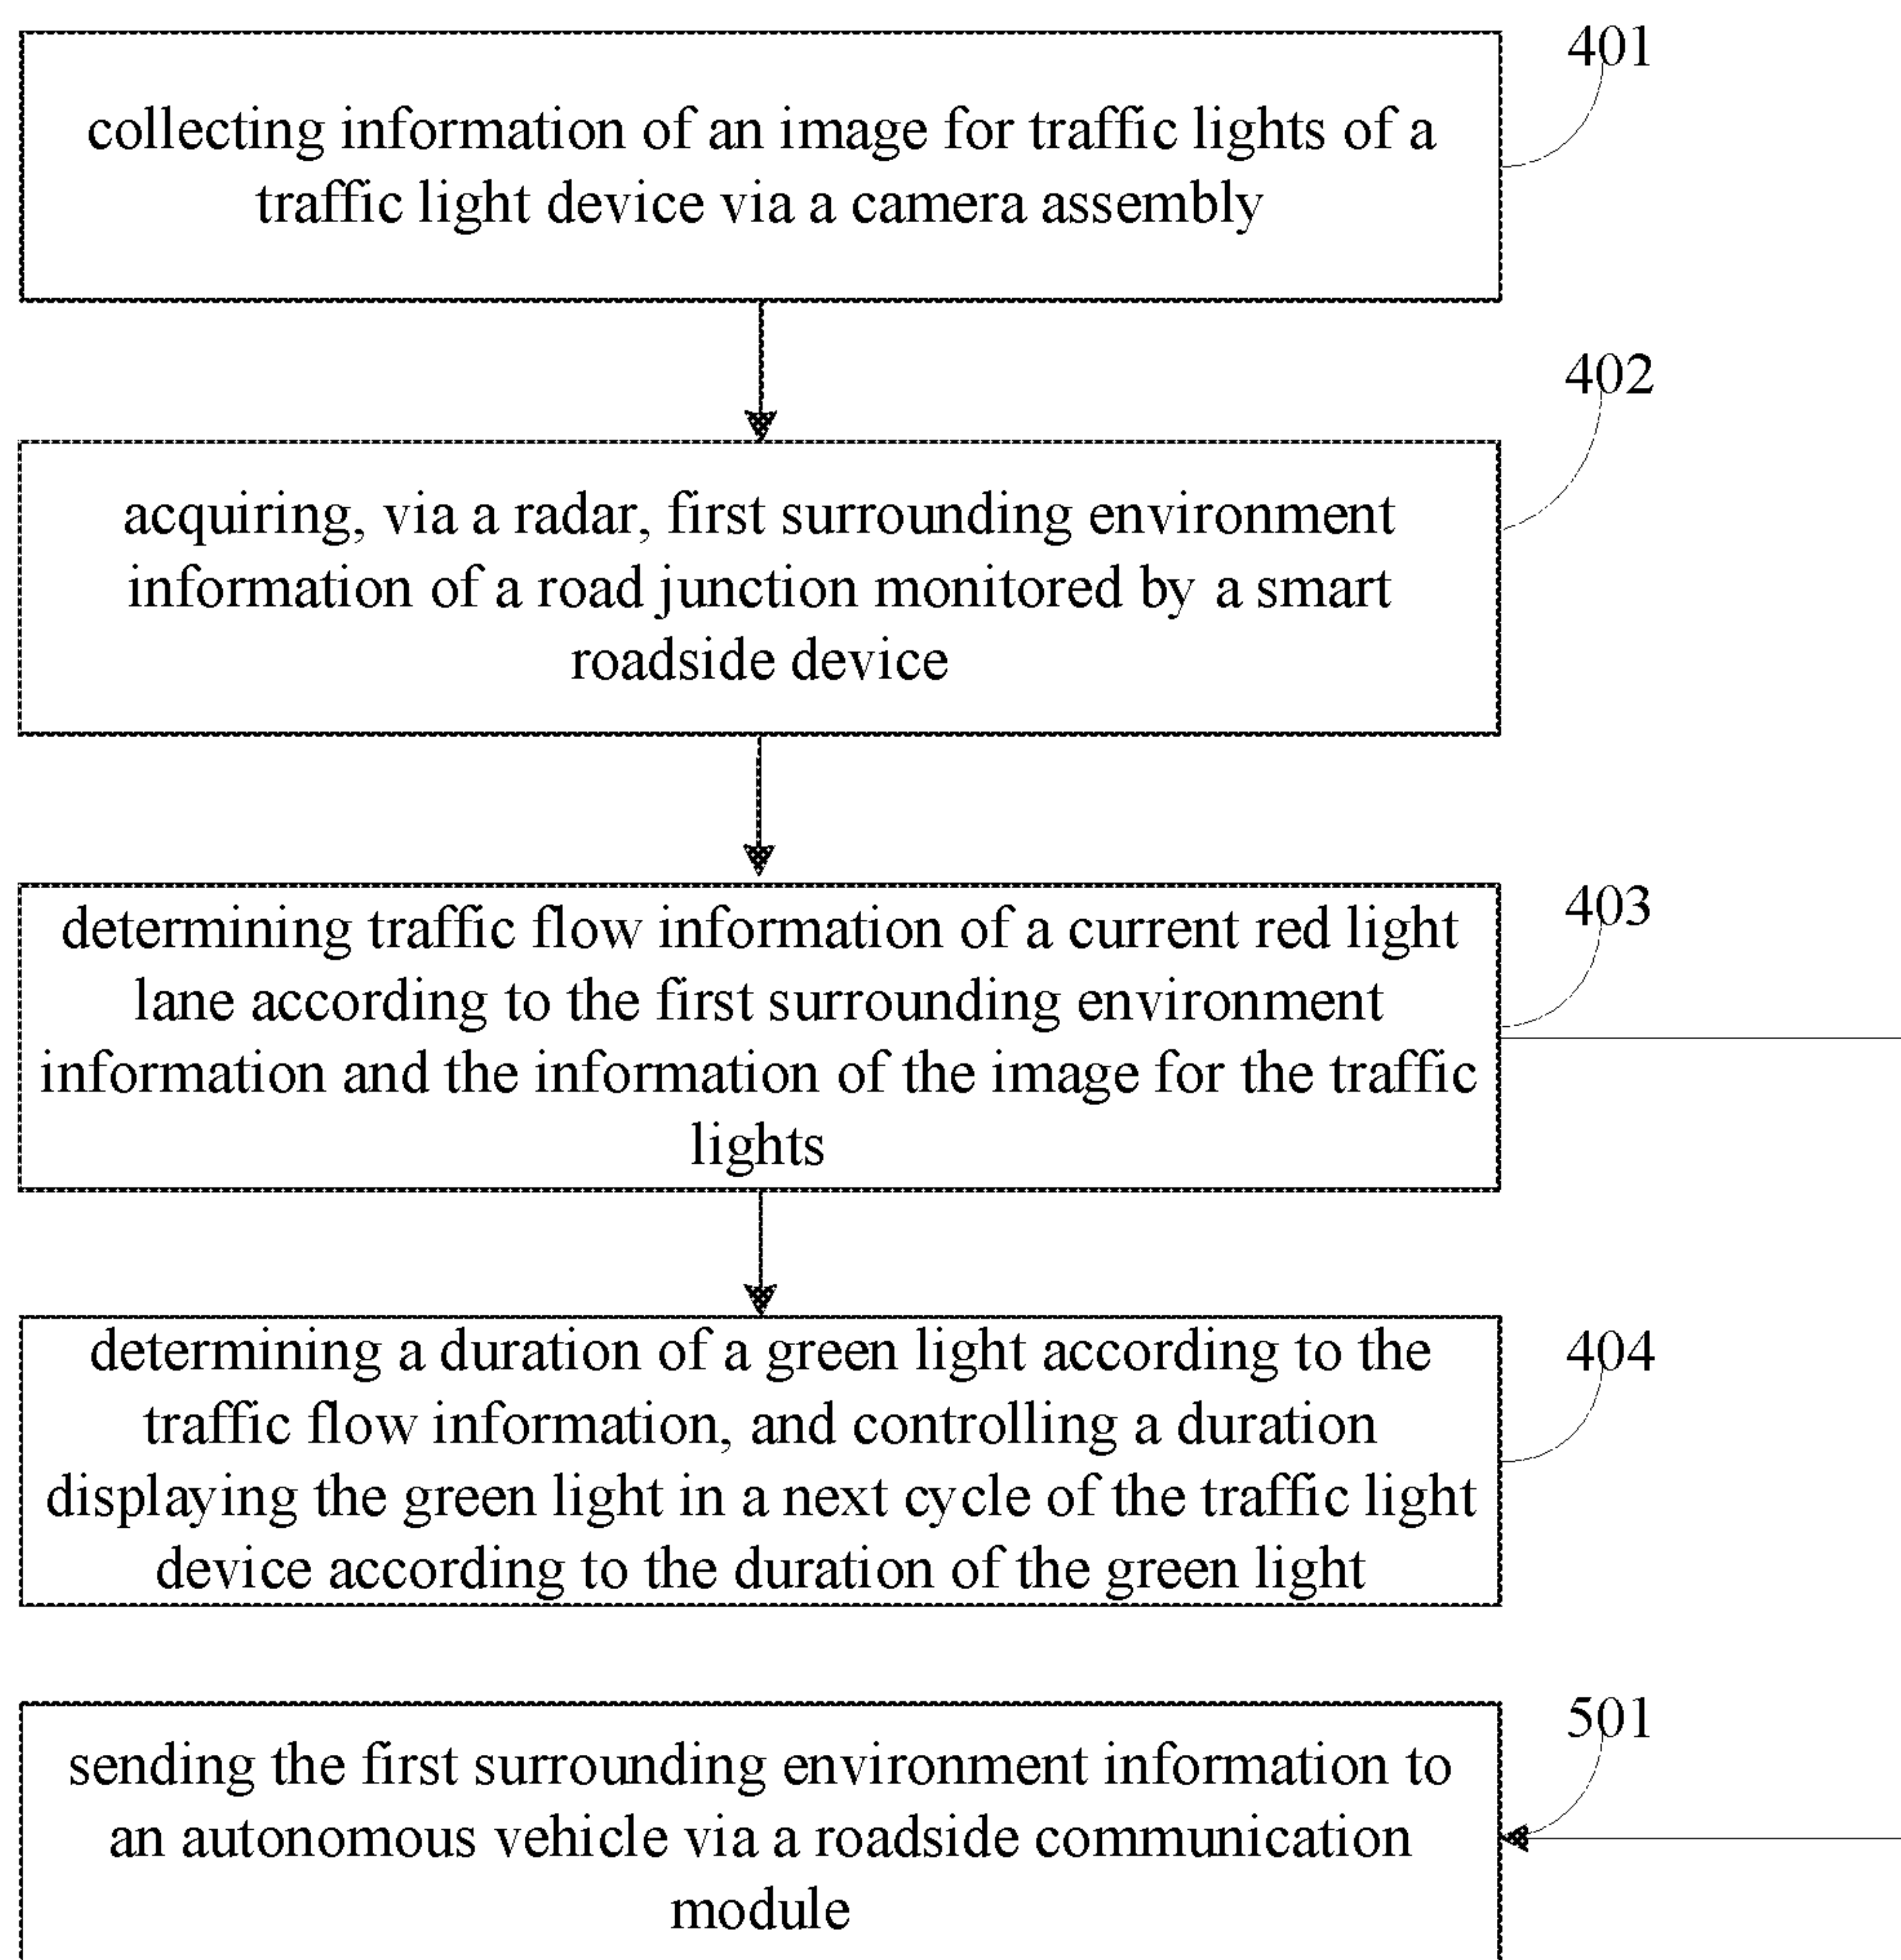 401
collecting information of an image for traffic lights of a
traffic light device via a camera assembly
402
acquiring, via a radar, first surrounding environment
information of a road junction monitored by a smart
roadside device
403
determining traffic flow information of a current red light
lane according to the first surrounding environment
information and the information of the image for the traffic
lights
404
determining a duration of a green light according to the
traffic flow information, and controlling a duration
displaying the green light in a next cycle of the traffic light
device according to the duration of the green light
501
sending the first surrounding environment information to
an autonomous vehicle via a roadside communication
module